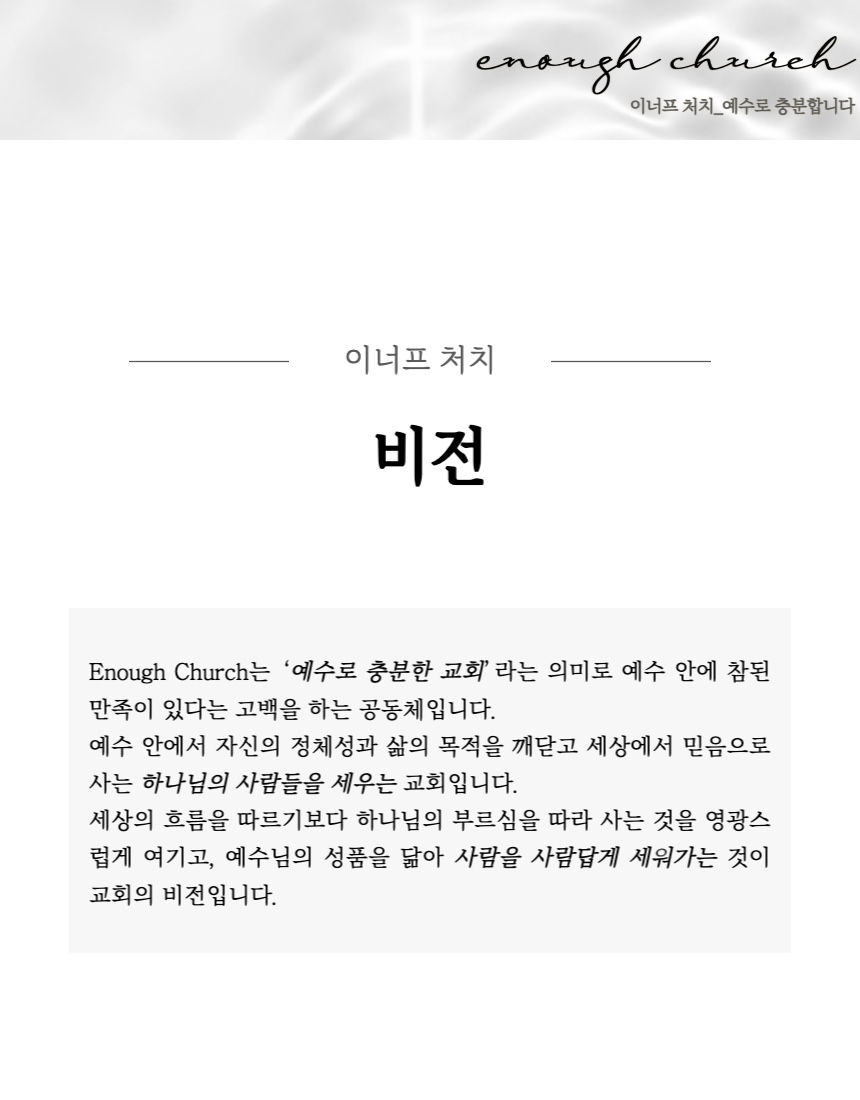 enough church
이너프 처치_예수로 충분합니다
이너프 처치
비전
Enough Church는 ‘예수로 충분한 교회’라는 의미로 예수 안에 참된
만족이 있다는 고백을 하는 공동체입니다.
예수 안에서 자신의 정체성과 삶의 목적을 깨닫고 세상에서 믿음으로
사는 하나님의 사람들을 세우는 교회입니다.
세상의 흐름을 따르기보다 하나님의 부르심을 따라 사는 것을 영광스
럽게 여기고, 예수님의 성품을 닮아 사람을 사람답게 세워가는 것이
교회의 비전입니다.